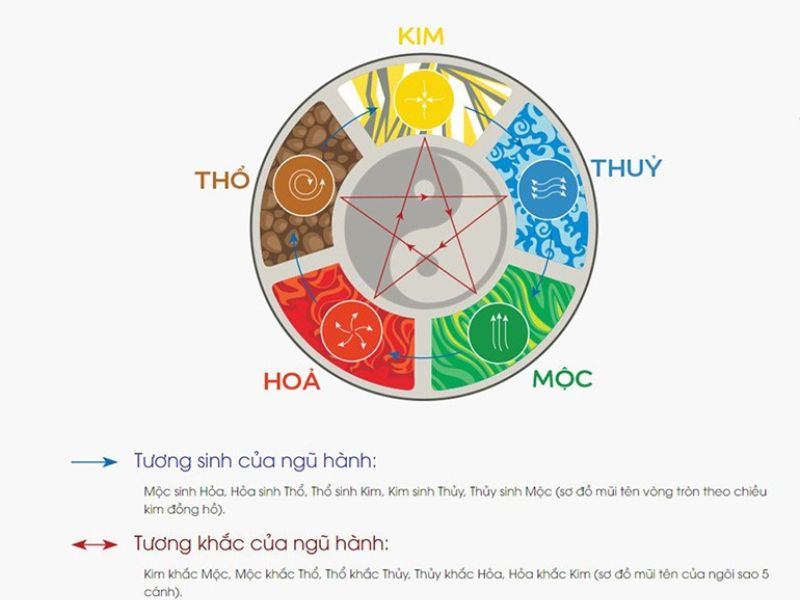 KIM
THỔ
THUỶ
HOẢ
MỘC
Tương sinh của ngũ hành:
Mộc sinh Hỏa, Hỏa sinh Thổ, Thổ sinh Kim, Kim sinh Thủy, Thủy sinh Mộc (sơ đồ mũi tên vòng tròn theo chiều
kim đồng hồ).
Tương khắc của ngũ hành:
Kim khắc Mộc, Mộc khắc Thổ, Thổ khắc Thủy, Thủy khắc Hỏa, Hỏa khắc Kim (sơ đồ mũi tên của ngôi sao 5
cánh).